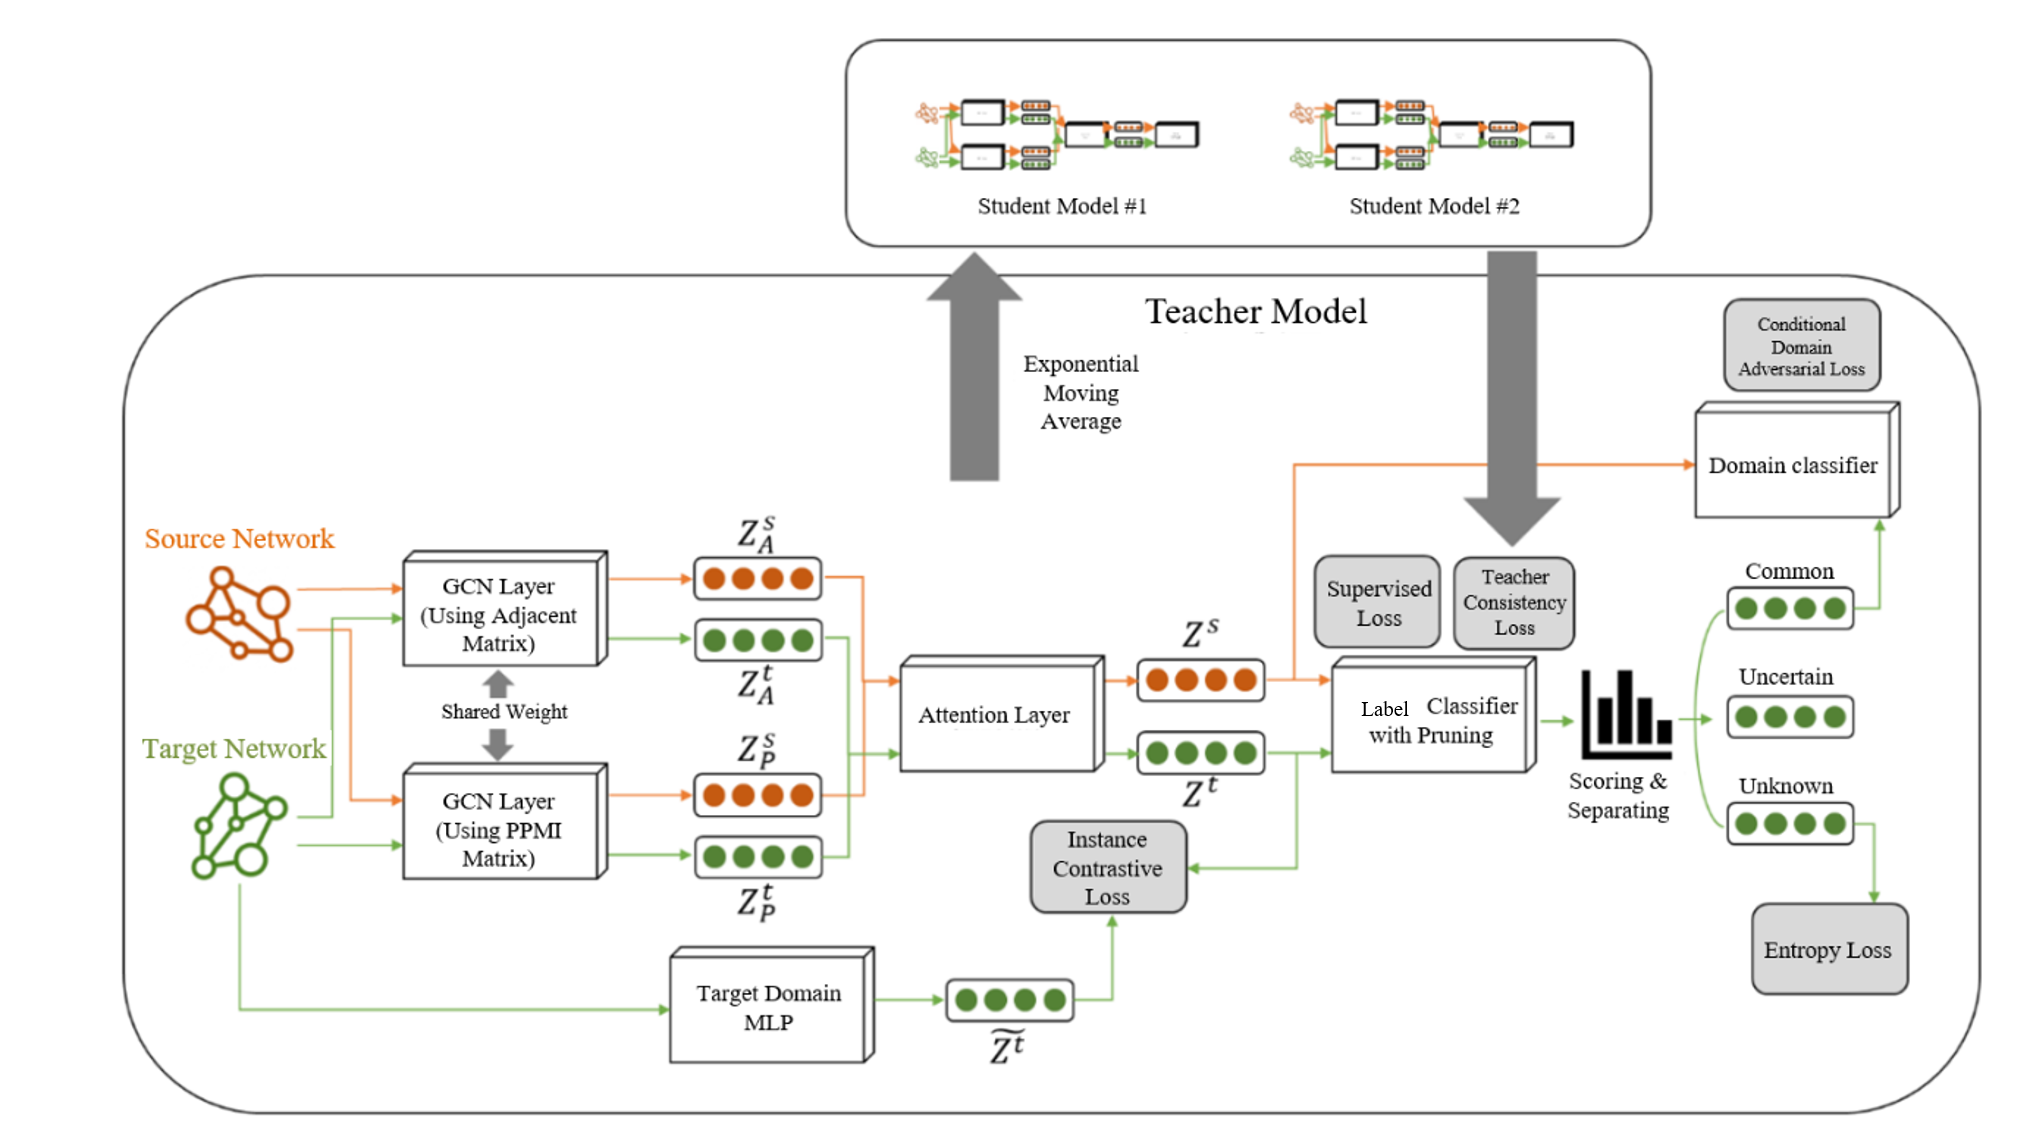 Student Model #1
Student Model #2
Teacher Model
Exponential
Moving
Average
Conditional
Domain
Adversarial Loss
Domain classifier
Source Network
Target Network
GCN Layer
(Using Adjacent
Matrix)
Shared Weight
GCN Layer
(Using PPMI
Matrix)
Z_A^s
Z_A^t
Z_P^s
Z_P^t
Attention Layer
Z^s
Z^t
Supervised
Loss
Teacher
Consistency
Loss
Label Classifier
with Pruning
Scoring &
Separating
Common
Uncertain
Unknown
Entropy Loss
Instance
Contrastive
Loss
Target Domain
MLP
\widetilde{Z^t}